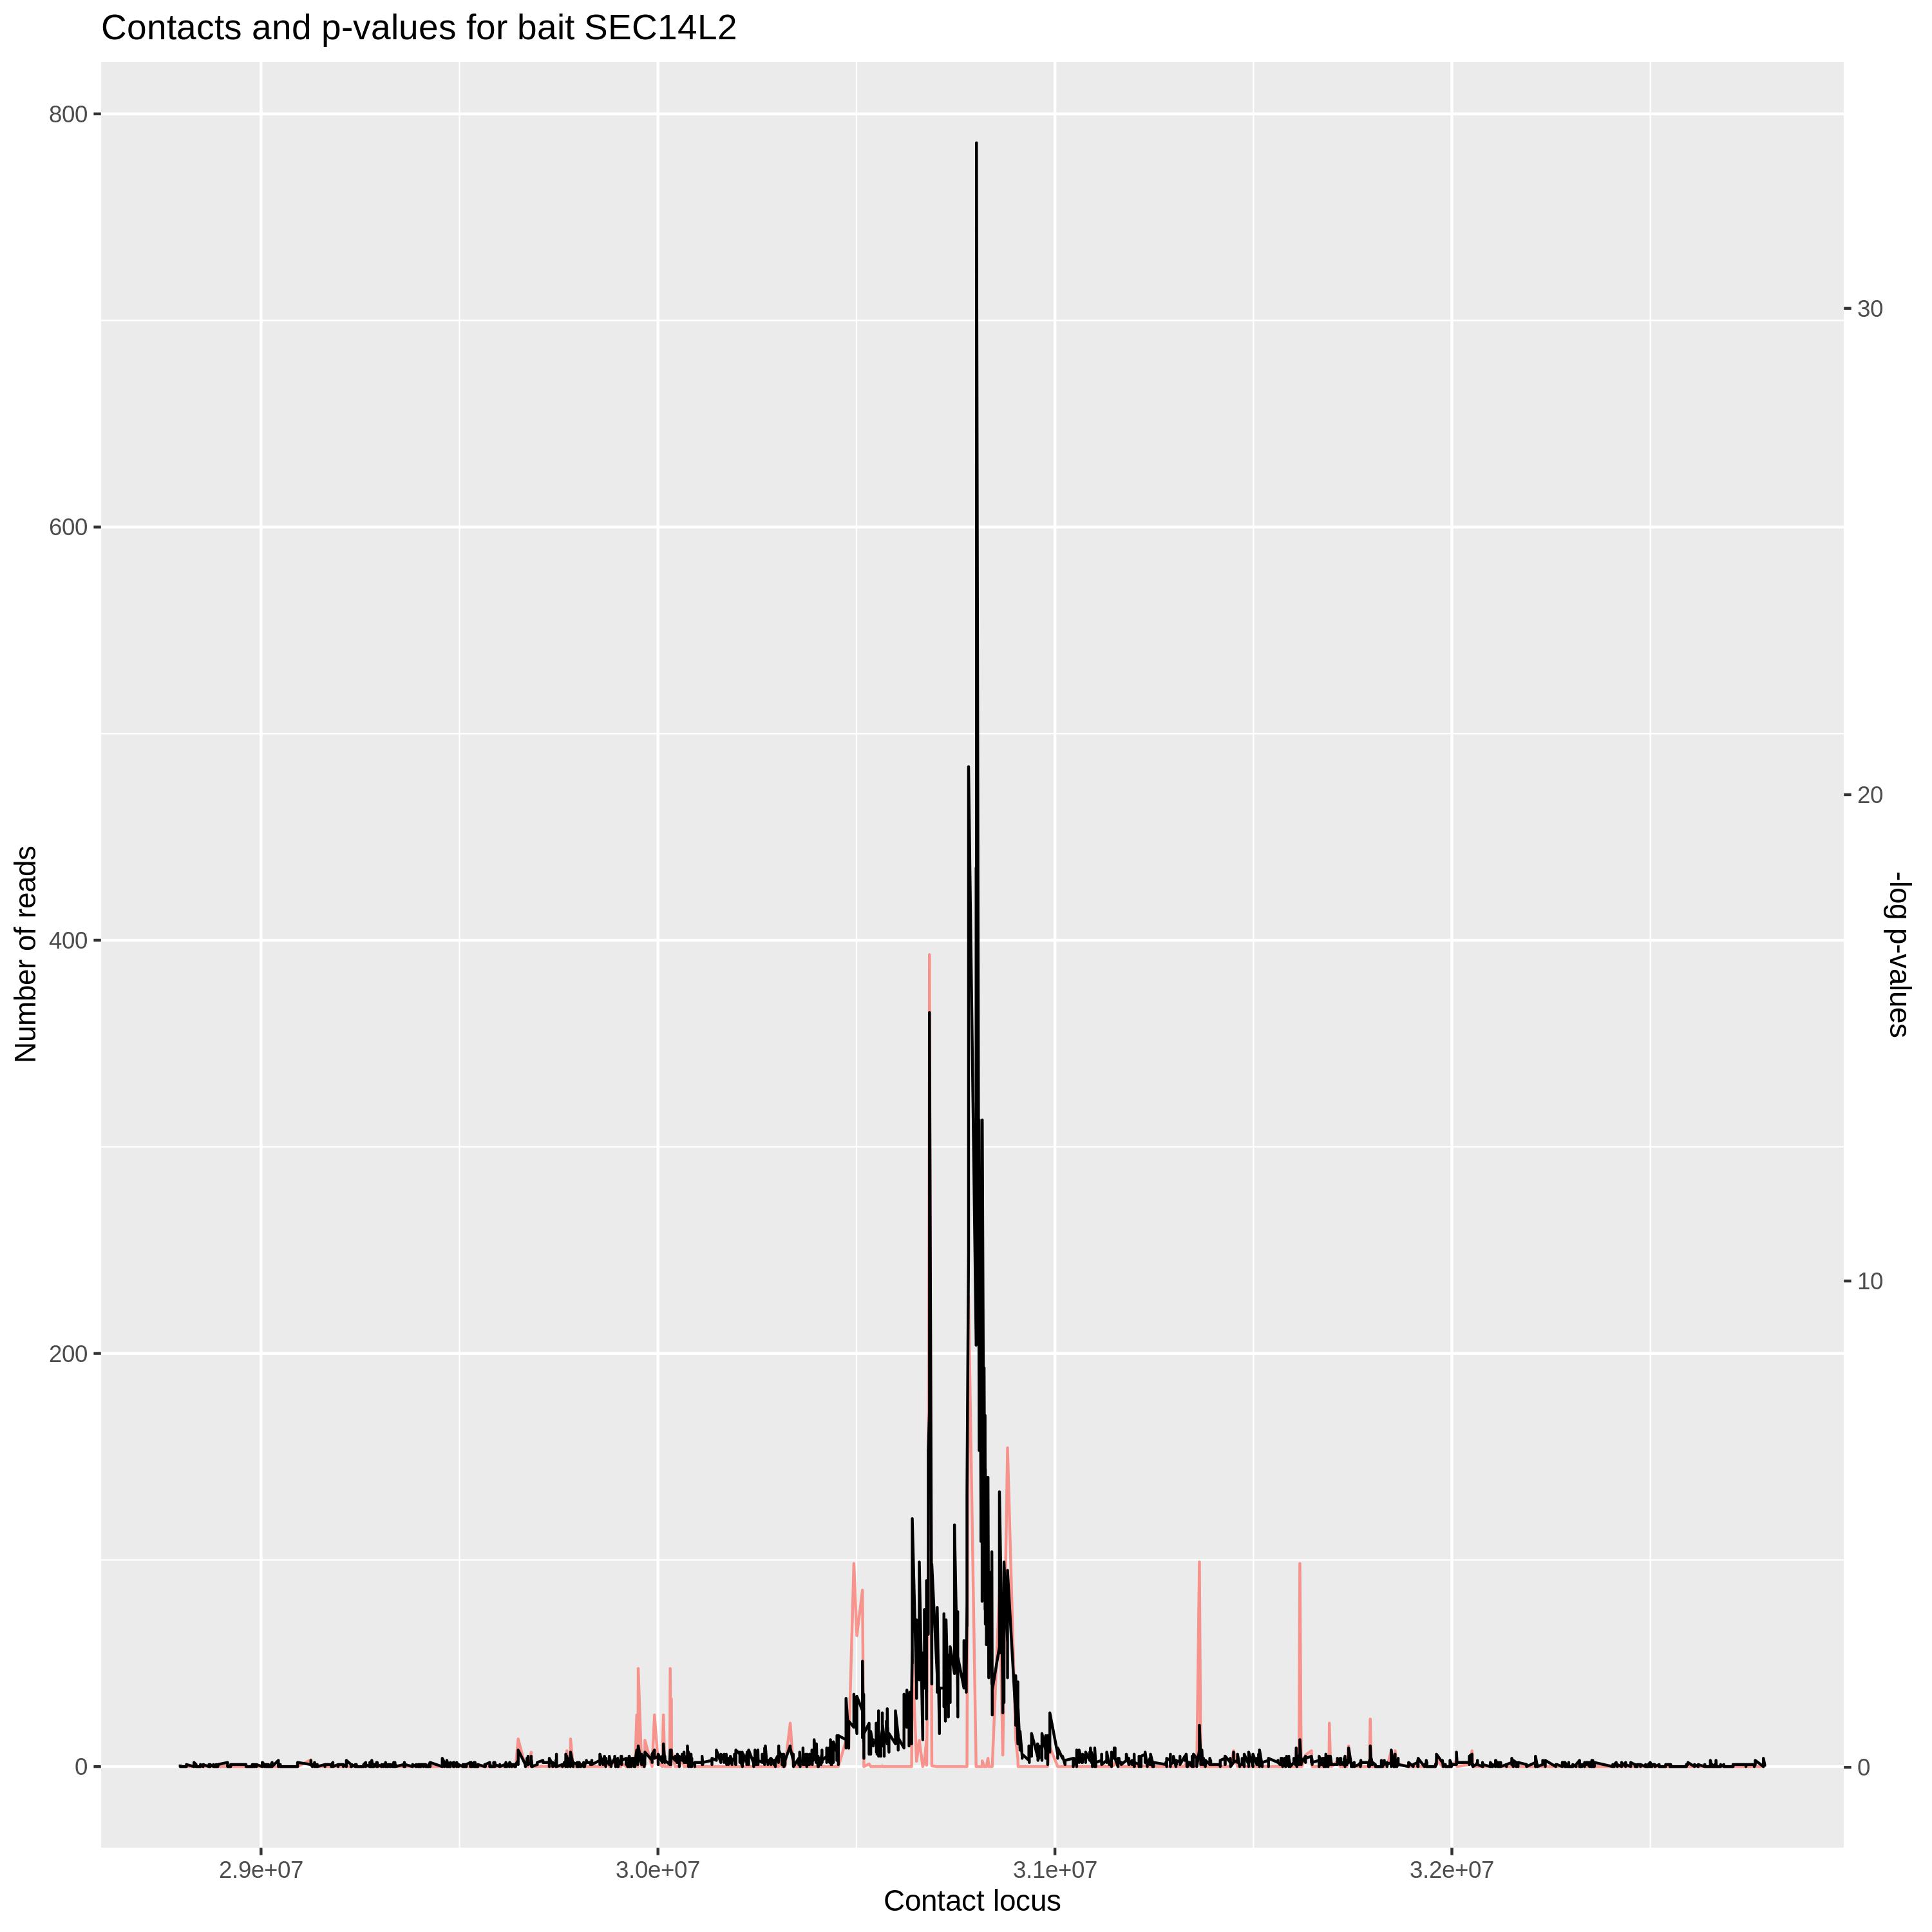 Contacts and p-values for bait SEC14L2
800
600
400
200
0
Number of reads
30
20
10
0
-log p-values
2.9e+07
3.0e+07
3.1e+07
3.2e+07
Contact locus